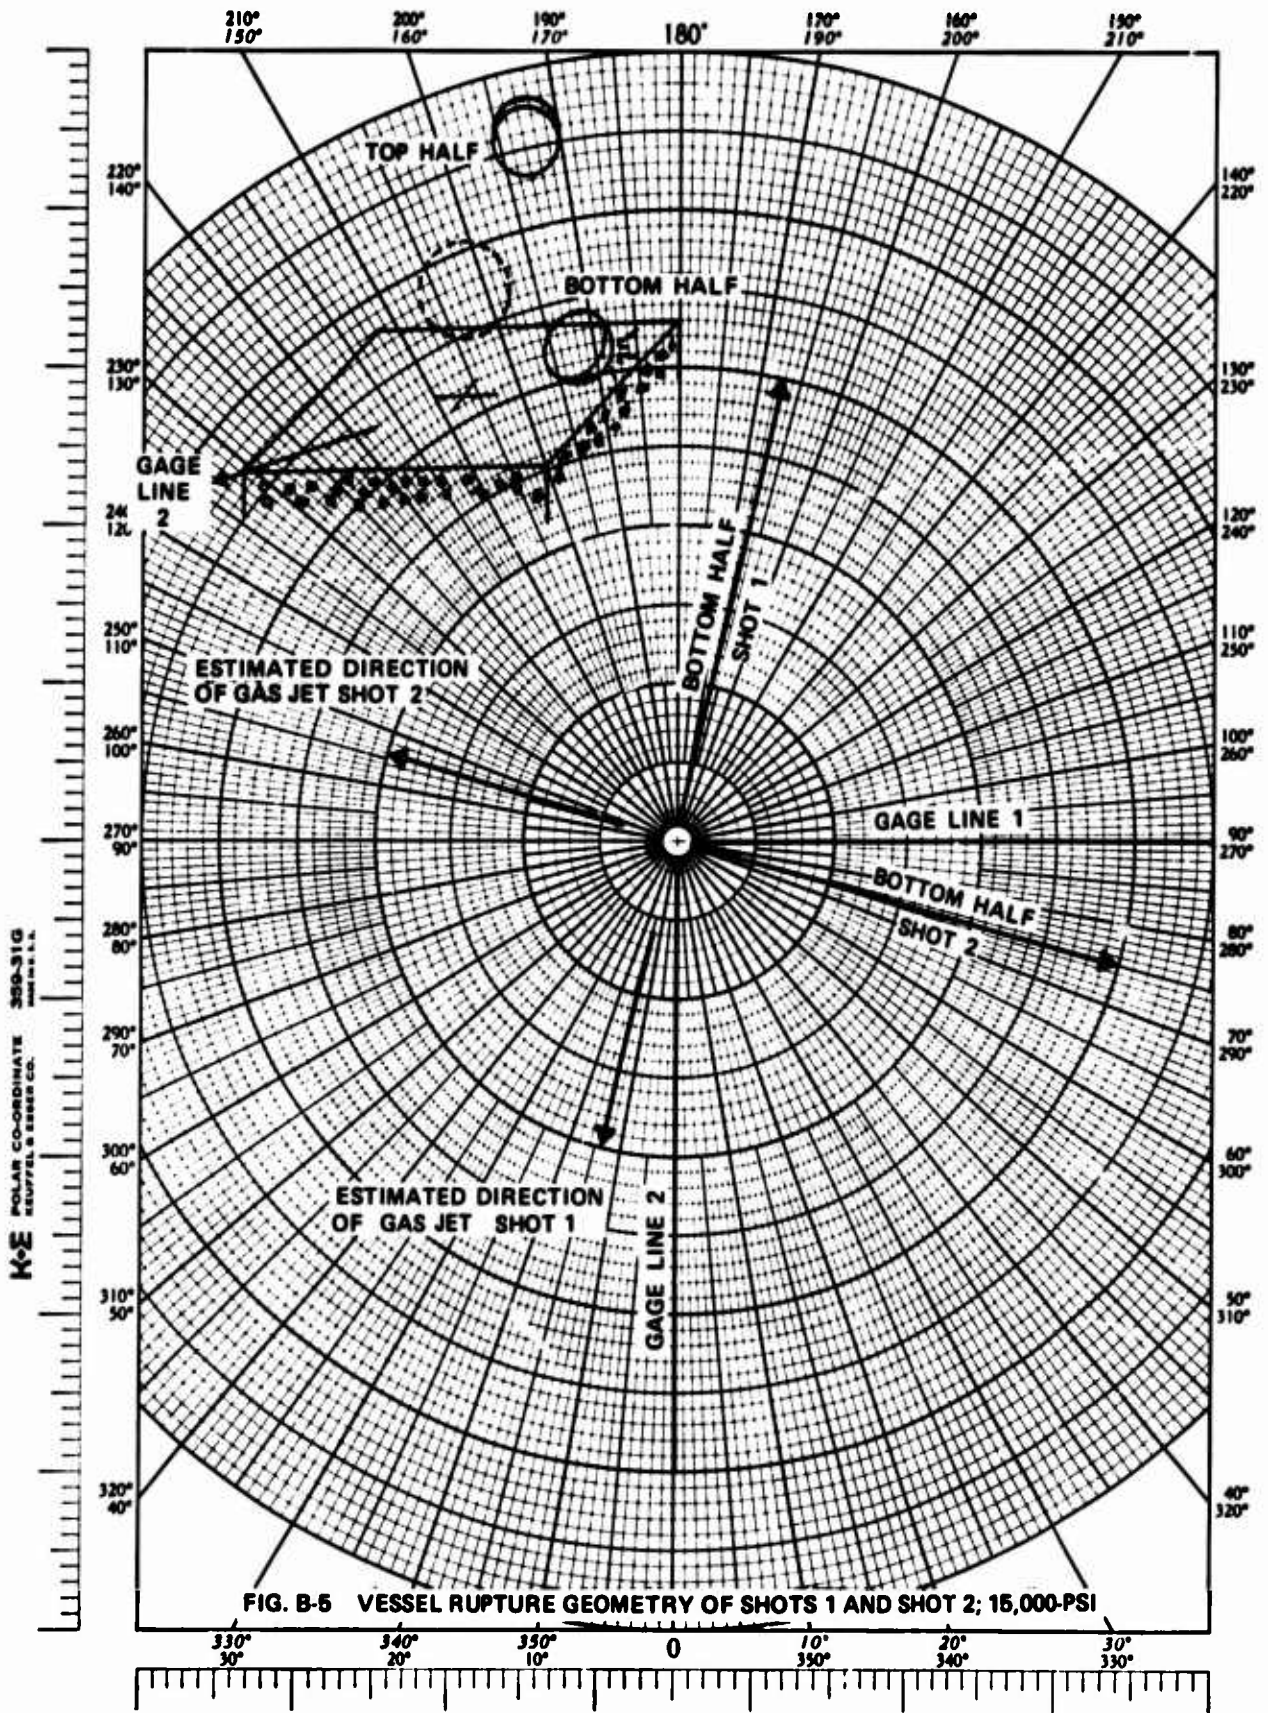 210° 200° 190° 180° 170° 160° 150°
150° 160° 170° 190° 200° 210°
TOP HALF
220°
140°
140°
220°
BOTTOM HALF
230°
130°
130°
230°
GAGE
LINE
2
120°
240°
BOTTOM HALF
SHOT 1
250°
110°
110°
250°
ESTIMATED DIRECTION
OF GAS JET SHOT 2
260°
100°
100°
260°
GAGE LINE 1
270°
90°
90°
270°
BOTTOM HALF
SHOT 2
280°
80°
80°
280°
290°
70°
70°
290°
300°
60°
60°
300°
ESTIMATED DIRECTION
OF GAS JET SHOT 1
GAGE LINE 2
310°
50°
50°
310°
320°
40°
40°
320°
K+E POLAR CO-ORDINATE 359-31G
KEUFFEL & ESSER CO.
FIG. B-5 VESSEL RUPTURE GEOMETRY OF SHOTS 1 AND SHOT 2; 15,000-PSI
330° 340° 350° 0 10° 20° 30°
30° 20° 10° 350° 340° 330°